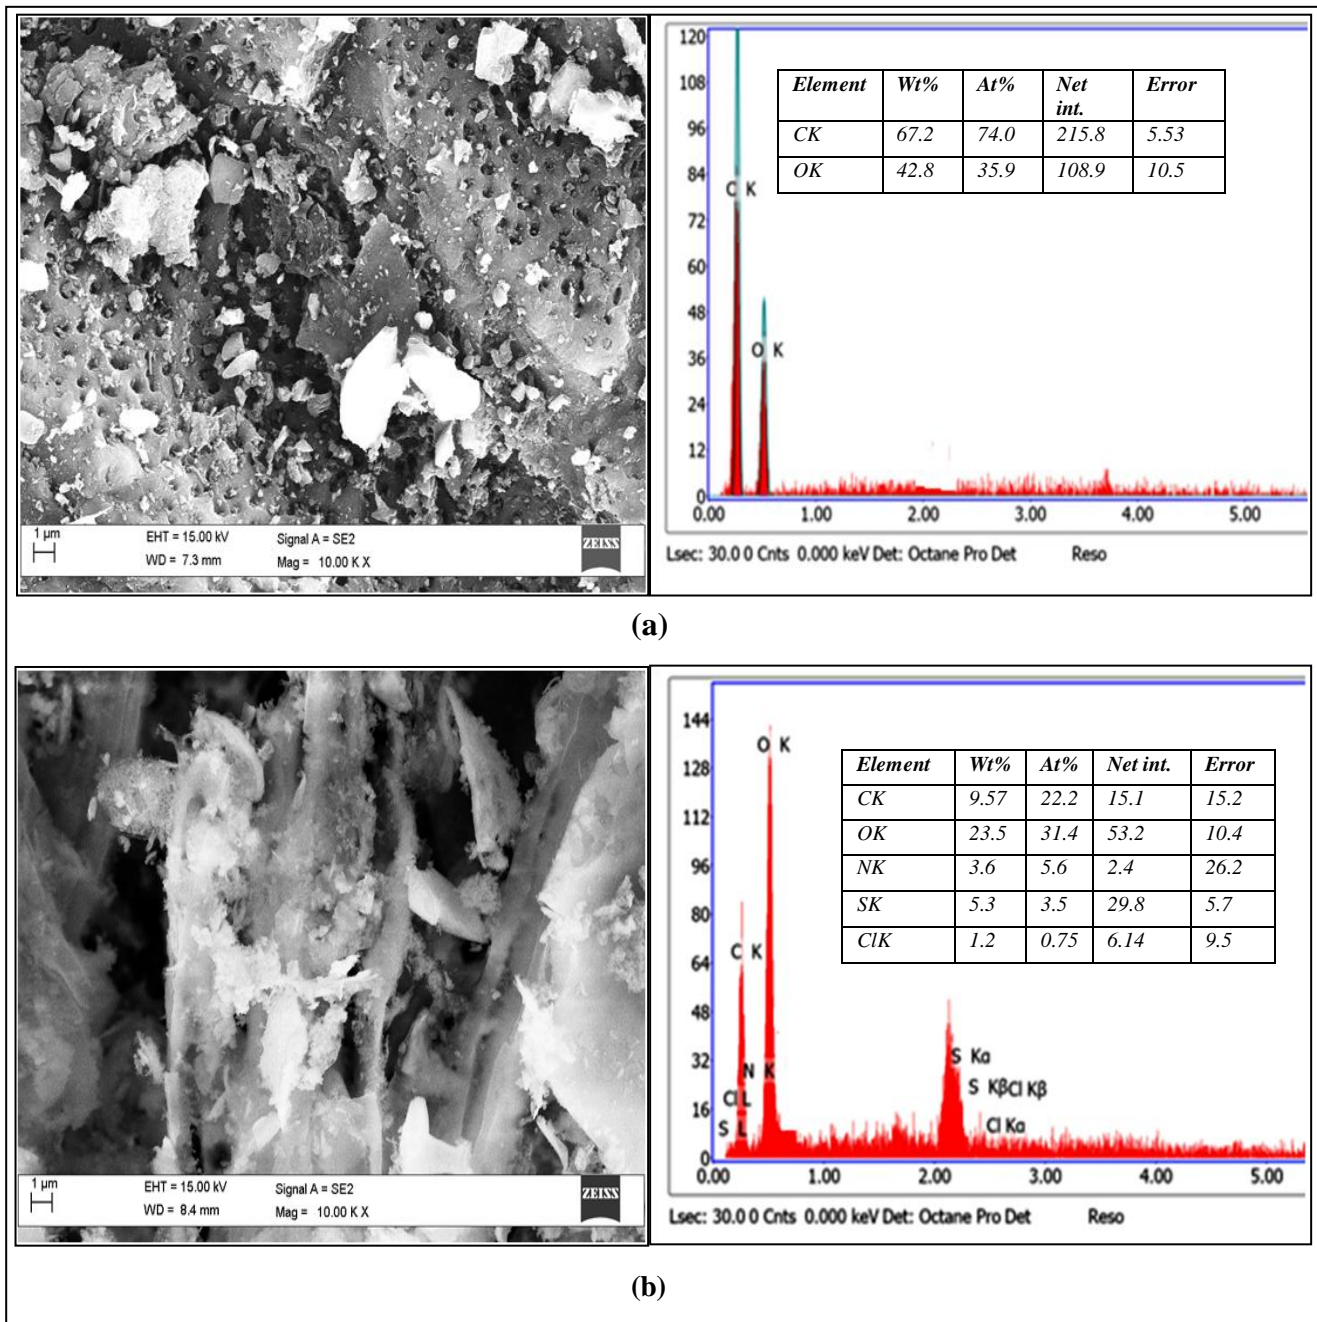 1 µm
EHT = 15.00 kV
Signal A = SE2
WD = 7.3 mm
Mag = 10.00 K X
ZEISS
120
108
96
84
72
60
48
36
24
12
0
C K
O K
Element Wt% At% Net int. Error
CK 67.2 74.0 215.8 5.53
OK 42.8 35.9 108.9 10.5
0.00 1.00 2.00 3.00 4.00 5.00
Lsec: 30.0 0 Cnts 0.000 keV Det: Octane Pro Det Reso
(a)
1 µm
EHT = 15.00 kV
Signal A = SE2
WD = 8.4 mm
Mag = 10.00 K X
ZEISS
144
128
112
96
80
64
48
32
16
0
O K
C K
N K
Cl L
S L
S Ka
S Kβ Cl Kβ
Cl Ka
Element Wt% At% Net int. Error
CK 9.57 22.2 15.1 15.2
OK 23.5 31.4 53.2 10.4
NK 3.6 5.6 2.4 26.2
SK 5.3 3.5 29.8 5.7
ClK 1.2 0.75 6.14 9.5
0.00 1.00 2.00 3.00 4.00 5.00
Lsec: 30.0 0 Cnts 0.000 keV Det: Octane Pro Det Reso
(b)